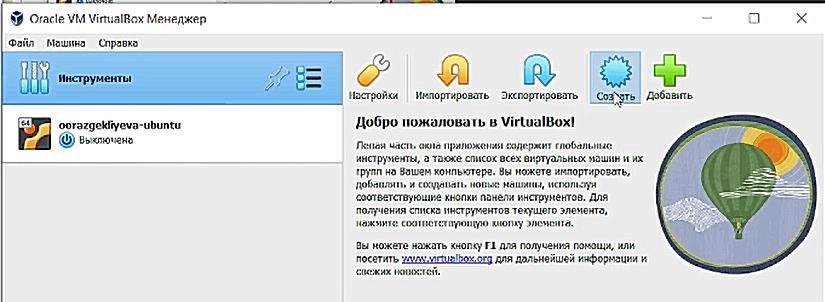 Oracle VM VirtualBox Менеджер
Файл Машина Справка
Инструменты
Настройки Импортировать Экспортировать Создать Добавить
64
oorazgekliyeva-ubuntu
Выключена
Добро пожаловать в VirtualBox!
Левая часть окна приложения содержит глобальные
инструменты, а также список всех виртуальных машин и их
групп на Вашем компьютере. Вы можете импортировать,
добавлять и создавать новые машины, используя
соответствующие кнопки панели инструментов. Для
получения списка инструментов текущего элемента,
нажмите соответствующую кнопку элемента.
Вы можете нажать кнопку F1 для получения помощи, или
посетить www.virtualbox.org для дальнейшей информации и
свежих новостей.